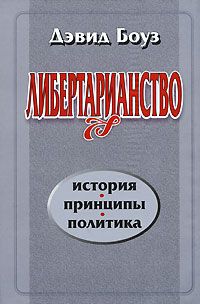 Дэвид Боуз
ЛИБЕРТАРИАНСТВО
история
принципы
политика